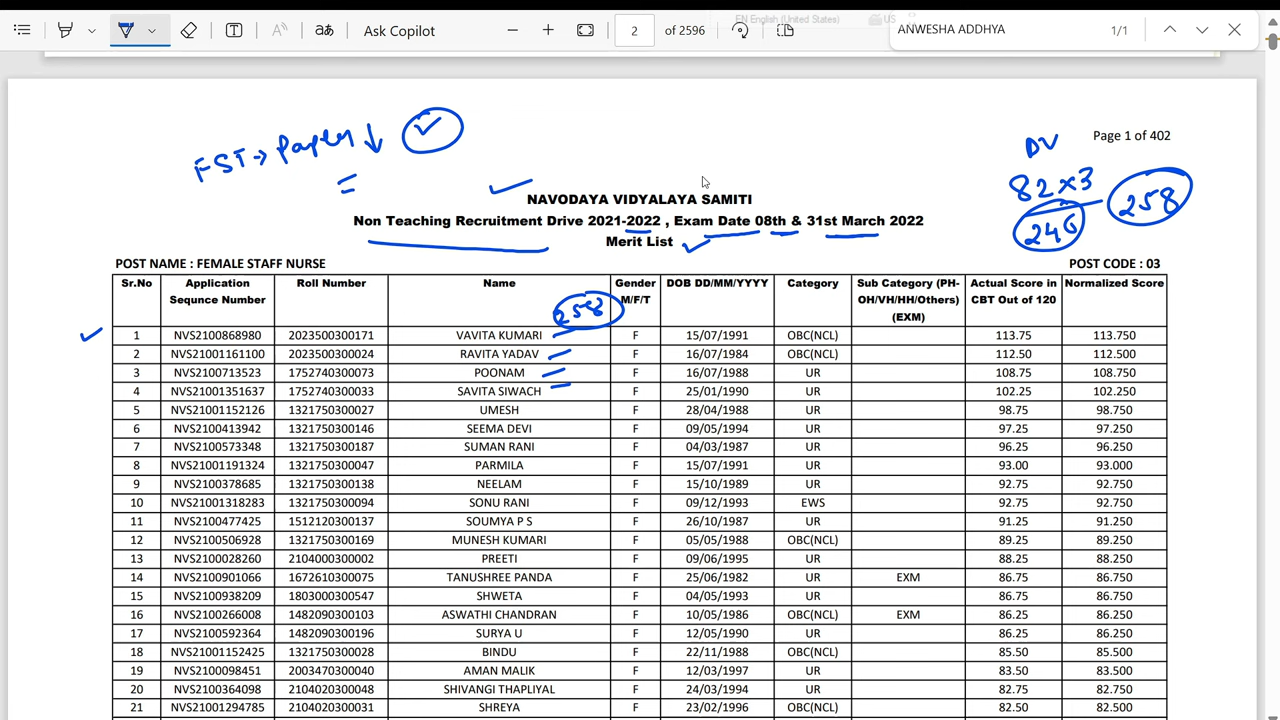 EN English (United States) US
Ask Copilot 2 of 2596 ANWESHA ADDHYA 1/1
FST → Paper ↓ ✓
Page 1 of 402
DV
82 x 3
246
258
NAVODAYA VIDYALAYA SAMITI
Non Teaching Recruitment Drive 2021-2022 , Exam Date 08th & 31st March 2022
Merit List
POST NAME : FEMALE STAFF NURSE POST CODE : 03
Sr.No Application Sequnce Number Roll Number Name Gender M/F/T DOB DD/MM/YYYY Category Sub Category (PH-OH/VH/HH/Others) (EXM) Actual Score in CBT Out of 120 Normalized Score
258
1 NVS2100868980 2023500300171 VAVITA KUMARI F 15/07/1991 OBC(NCL) 113.75 113.750
2 NVS21001161100 2023500300024 RAVITA YADAV F 16/07/1984 OBC(NCL) 112.50 112.500
3 NVS2100713523 1752740300073 POONAM F 16/07/1988 UR 108.75 108.750
4 NVS21001351637 1752740300033 SAVITA SIWACH F 25/01/1990 UR 102.25 102.250
5 NVS21001152126 1321750300027 UMESH F 28/04/1988 UR 98.75 98.750
6 NVS2100413942 1321750300146 SEEMA DEVI F 09/05/1994 UR 97.25 97.250
7 NVS2100573348 1321750300187 SUMAN RANI F 04/03/1987 UR 96.25 96.250
8 NVS21001191324 1321750300047 PARMILA F 15/07/1991 UR 93.00 93.000
9 NVS2100378685 1321750300138 NEELAM F 15/10/1989 UR 92.75 92.750
10 NVS21001318283 1321750300094 SONU RANI F 09/12/1993 EWS 92.75 92.750
11 NVS2100477425 1512120300137 SOUMYA P S F 26/10/1987 UR 91.25 91.250
12 NVS2100506928 1321750300169 MUNESH KUMARI F 05/05/1988 OBC(NCL) 89.25 89.250
13 NVS2100028260 2104000300002 PREETI F 09/06/1995 UR 88.25 88.250
14 NVS2100901066 1672610300075 TANUSHREE PANDA F 25/06/1982 UR EXM 86.75 86.750
15 NVS2100938209 1803000300547 SHWETA F 04/05/1993 UR 86.75 86.750
16 NVS2100266008 1482090300103 ASWATHI CHANDRAN F 10/05/1986 OBC(NCL) EXM 86.25 86.250
17 NVS2100592364 1482090300196 SURYA U F 12/05/1990 UR 86.25 86.250
18 NVS21001152425 1321750300028 BINDU F 22/11/1988 OBC(NCL) 85.50 85.500
19 NVS2100098451 2003470300040 AMAN MALIK F 12/03/1997 UR 83.50 83.500
20 NVS2100364098 2104020300048 SHIVANGI THAPLIYAL F 24/03/1994 UR 82.75 82.750
21 NVS21001294785 2104020300031 SHREYA F 23/02/1996 OBC(NCL) 82.50 82.500